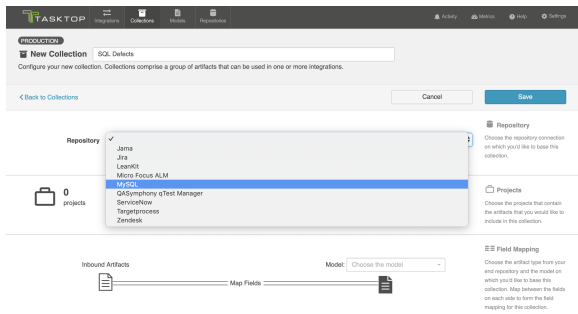 TASKTOP
Integrations
Collections
Models
Repositories
Activity
Metrics
Help
Settings
PRODUCTION
New Collection
SQL Defects
Configure your new collection. Collections comprise a group of artifacts that can be used in one or more integrations.
Back to Collections
Cancel
Save
Repository
Jama
Jira
LeanKit
Micro Focus ALM
MySQL
QASymphony qTest Manager
ServiceNow
Targetprocess
Zendesk
Repository
Choose the repository connection
on which you'd like to base this
collection.
0
projects
Projects
Choose the projects that contain
the artifacts that you would like to
include in this collection.
Inbound Artifacts
Model:
Choose the model
Map Fields
Field Mapping
Choose the artifact type from your
end repository and the model on
which you'd like to base this
collection. Map between the fields
on each side to form the field
mapping for this collection.